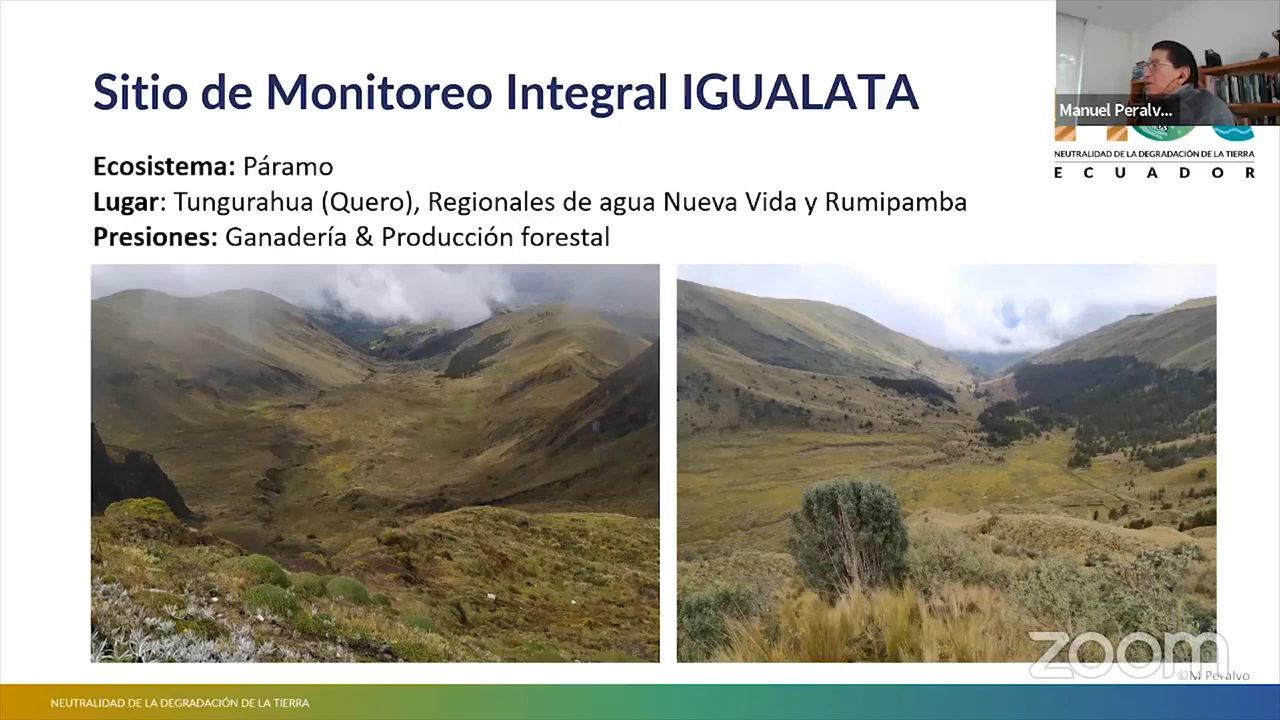 Sitio de Monitoreo Integral IGUALATA
Manuel Peralv...
NEUTRALIDAD DE LA DEGRADACIÓN DE LA TIERRA
ECUADOR
Ecosistema: Páramo
Lugar: Tungurahua (Quero), Regionales de agua Nueva Vida y Rumipamba
Presiones: Ganadería & Producción forestal
zoom
©M Peralvo
NEUTRALIDAD DE LA DEGRADACIÓN DE LA TIERRA